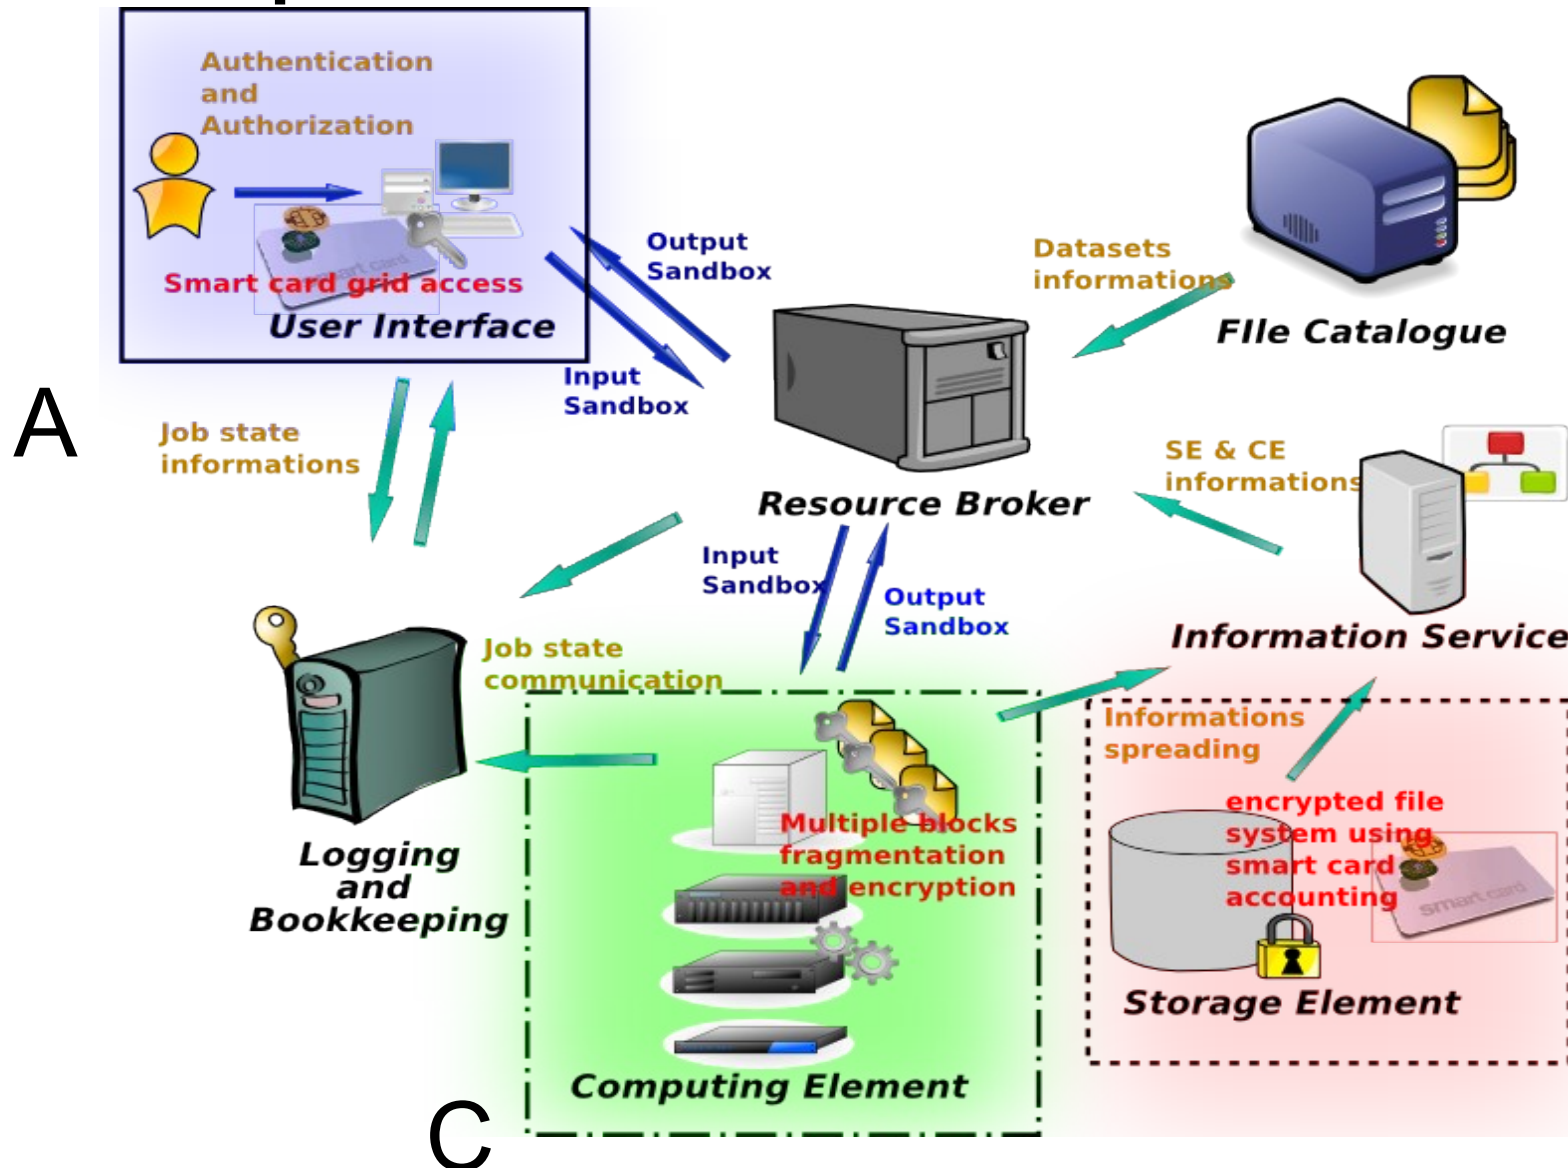 Authentication
and
Authorization
Smart card grid access
User Interface
Output
Sandbox
Input
Sandbox
Datasets
informations
FIle Catalogue
A
Job state
informations
SE & CE
informations
Resource Broker
Input
Sandbox
Output
Sandbox
Information Service
Job state
communication
Informations
spreading
Multiple blocks
fragmentation
and encryption
encrypted file
system using
smart card
accounting
smart card
Logging
and
Bookkeeping
Storage Element
Computing Element
C